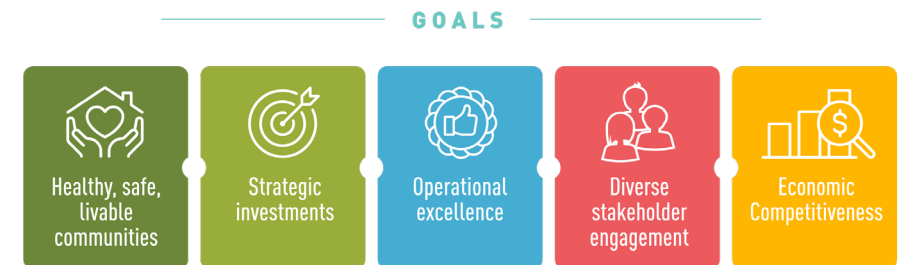 GOALS
Healthy, safe,
livable
communities
Strategic
investments
Operational
excellence
Diverse
stakeholder
engagement
$
Economic
Competitiveness